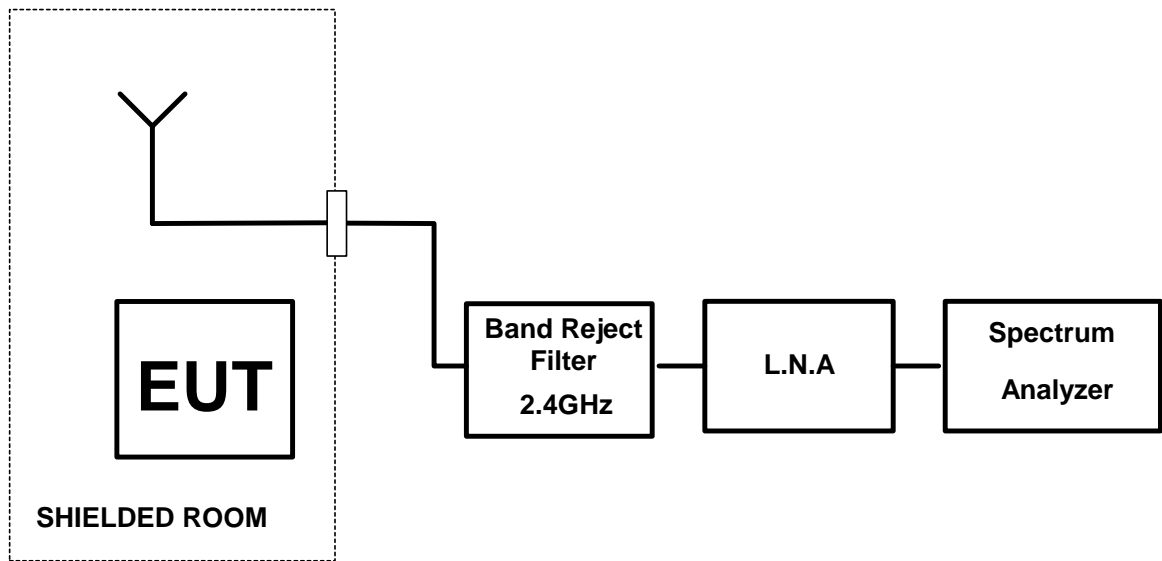 EUT
SHIELDED ROOM
Band Reject
Filter
2.4GHz
L.N.A
Spectrum
Analyzer